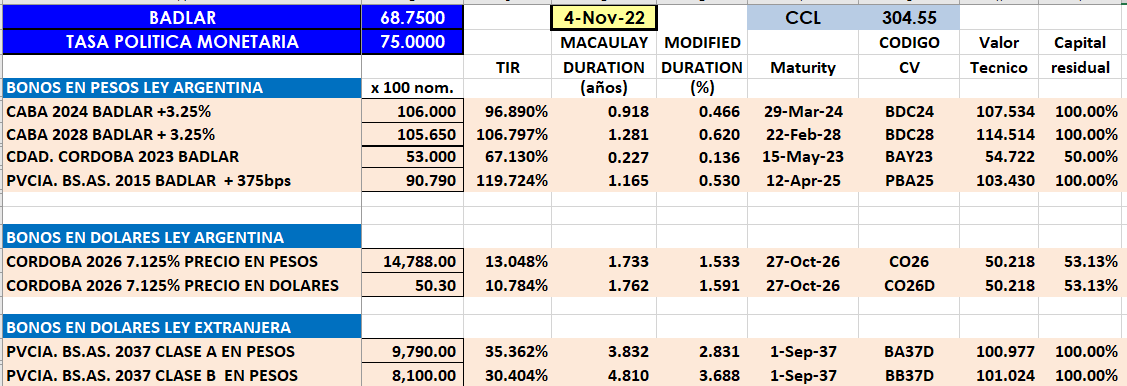 BADLAR 68.7500 4-Nov-22 CCL 304.55
TASA POLITICA MONETARIA 75.0000 MACAULAY MODIFIED CODIGO Valor Capital
TIR DURATION DURATION Maturity CV Tecnico residual
BONOS EN PESOS LEY ARGENTINA x 100 nom. (años) (%)
CABA 2024 BADLAR +3.25% 106.000 96.890% 0.918 0.466 29-Mar-24 BDC24 107.534 100.00%
CABA 2028 BADLAR + 3.25% 105.650 106.797% 1.281 0.620 22-Feb-28 BDC28 114.514 100.00%
CDAD. CORDOBA 2023 BADLAR 53.000 67.130% 0.227 0.136 15-May-23 BAY23 54.722 50.00%
PVCIA. BS.AS. 2015 BADLAR + 375bps 90.790 119.724% 1.165 0.530 12-Apr-25 PBA25 103.430 100.00%
BONOS EN DOLARES LEY ARGENTINA
CORDOBA 2026 7.125% PRECIO EN PESOS 14,788.00 13.048% 1.733 1.533 27-Oct-26 CO26 50.218 53.13%
CORDOBA 2026 7.125% PRECIO EN DOLARES 50.30 10.784% 1.762 1.591 27-Oct-26 CO26D 50.218 53.13%
BONOS EN DOLARES LEY EXTRANJERA
PVCIA. BS.AS. 2037 CLASE A EN PESOS 9,790.00 35.362% 3.832 2.831 1-Sep-37 BA37D 100.977 100.00%
PVCIA. BS.AS. 2037 CLASE B EN PESOS 8,100.00 30.404% 4.810 3.688 1-Sep-37 BB37D 101.024 100.00%